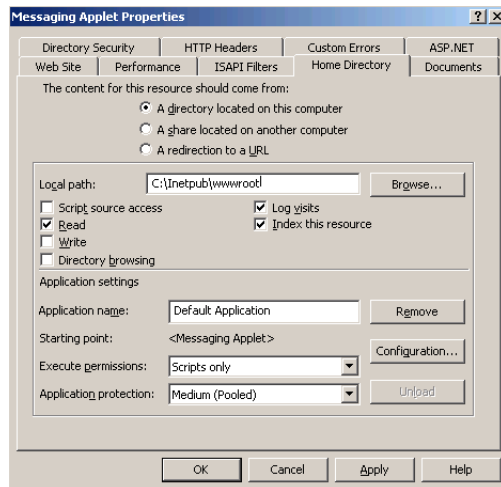 Messaging Applet Properties
Directory Security HTTP Headers Custom Errors ASP.NET
Web Site Performance ISAPI Filters Home Directory Documents
The content for this resource should come from:
A directory located on this computer
A share located on another computer
A redirection to a URL
Local path: C:\Inetpub\wwwroot Browse...
Script source access Log visits
Read Index this resource
Write
Directory browsing
Application settings
Application name: Default Application Remove
Starting point: <Messaging Applet>
Configuration...
Execute permissions: Scripts only
Application protection: Medium (Pooled) Unload
OK Cancel Apply Help